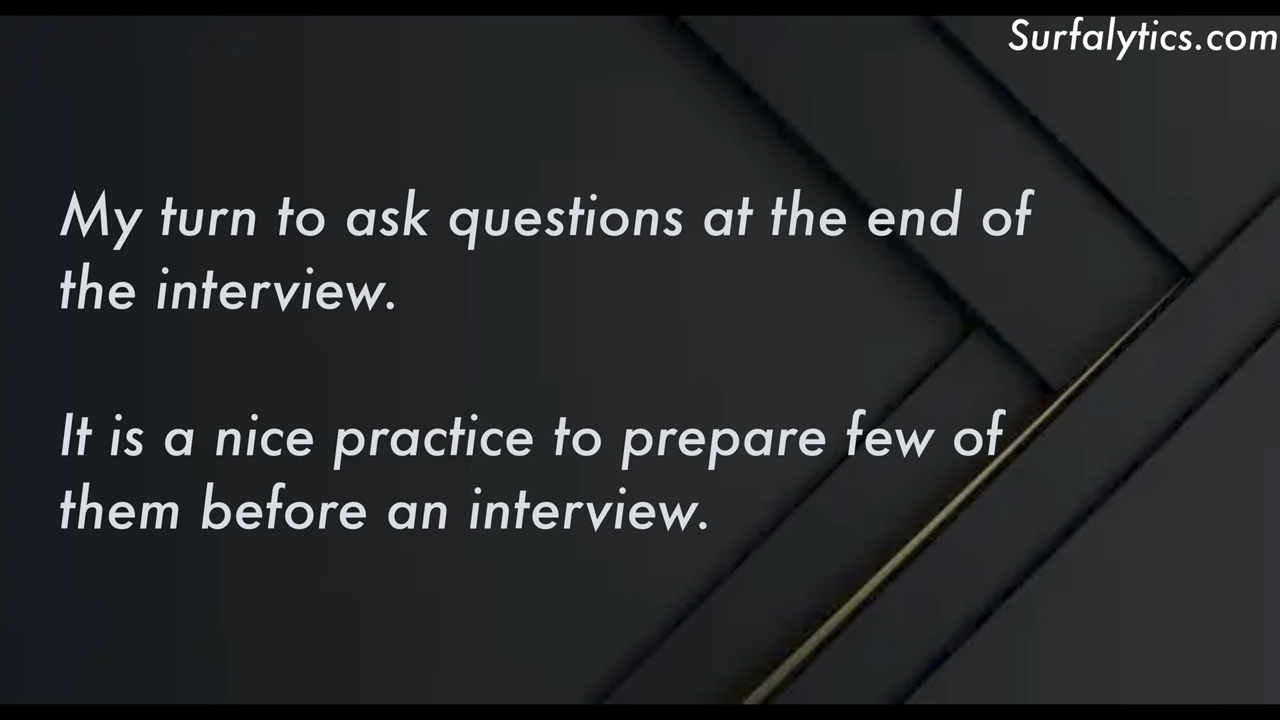 Surfalytics.com
My turn to ask questions at the end of
the interview.
It is a nice practice to prepare few of
them before an interview.